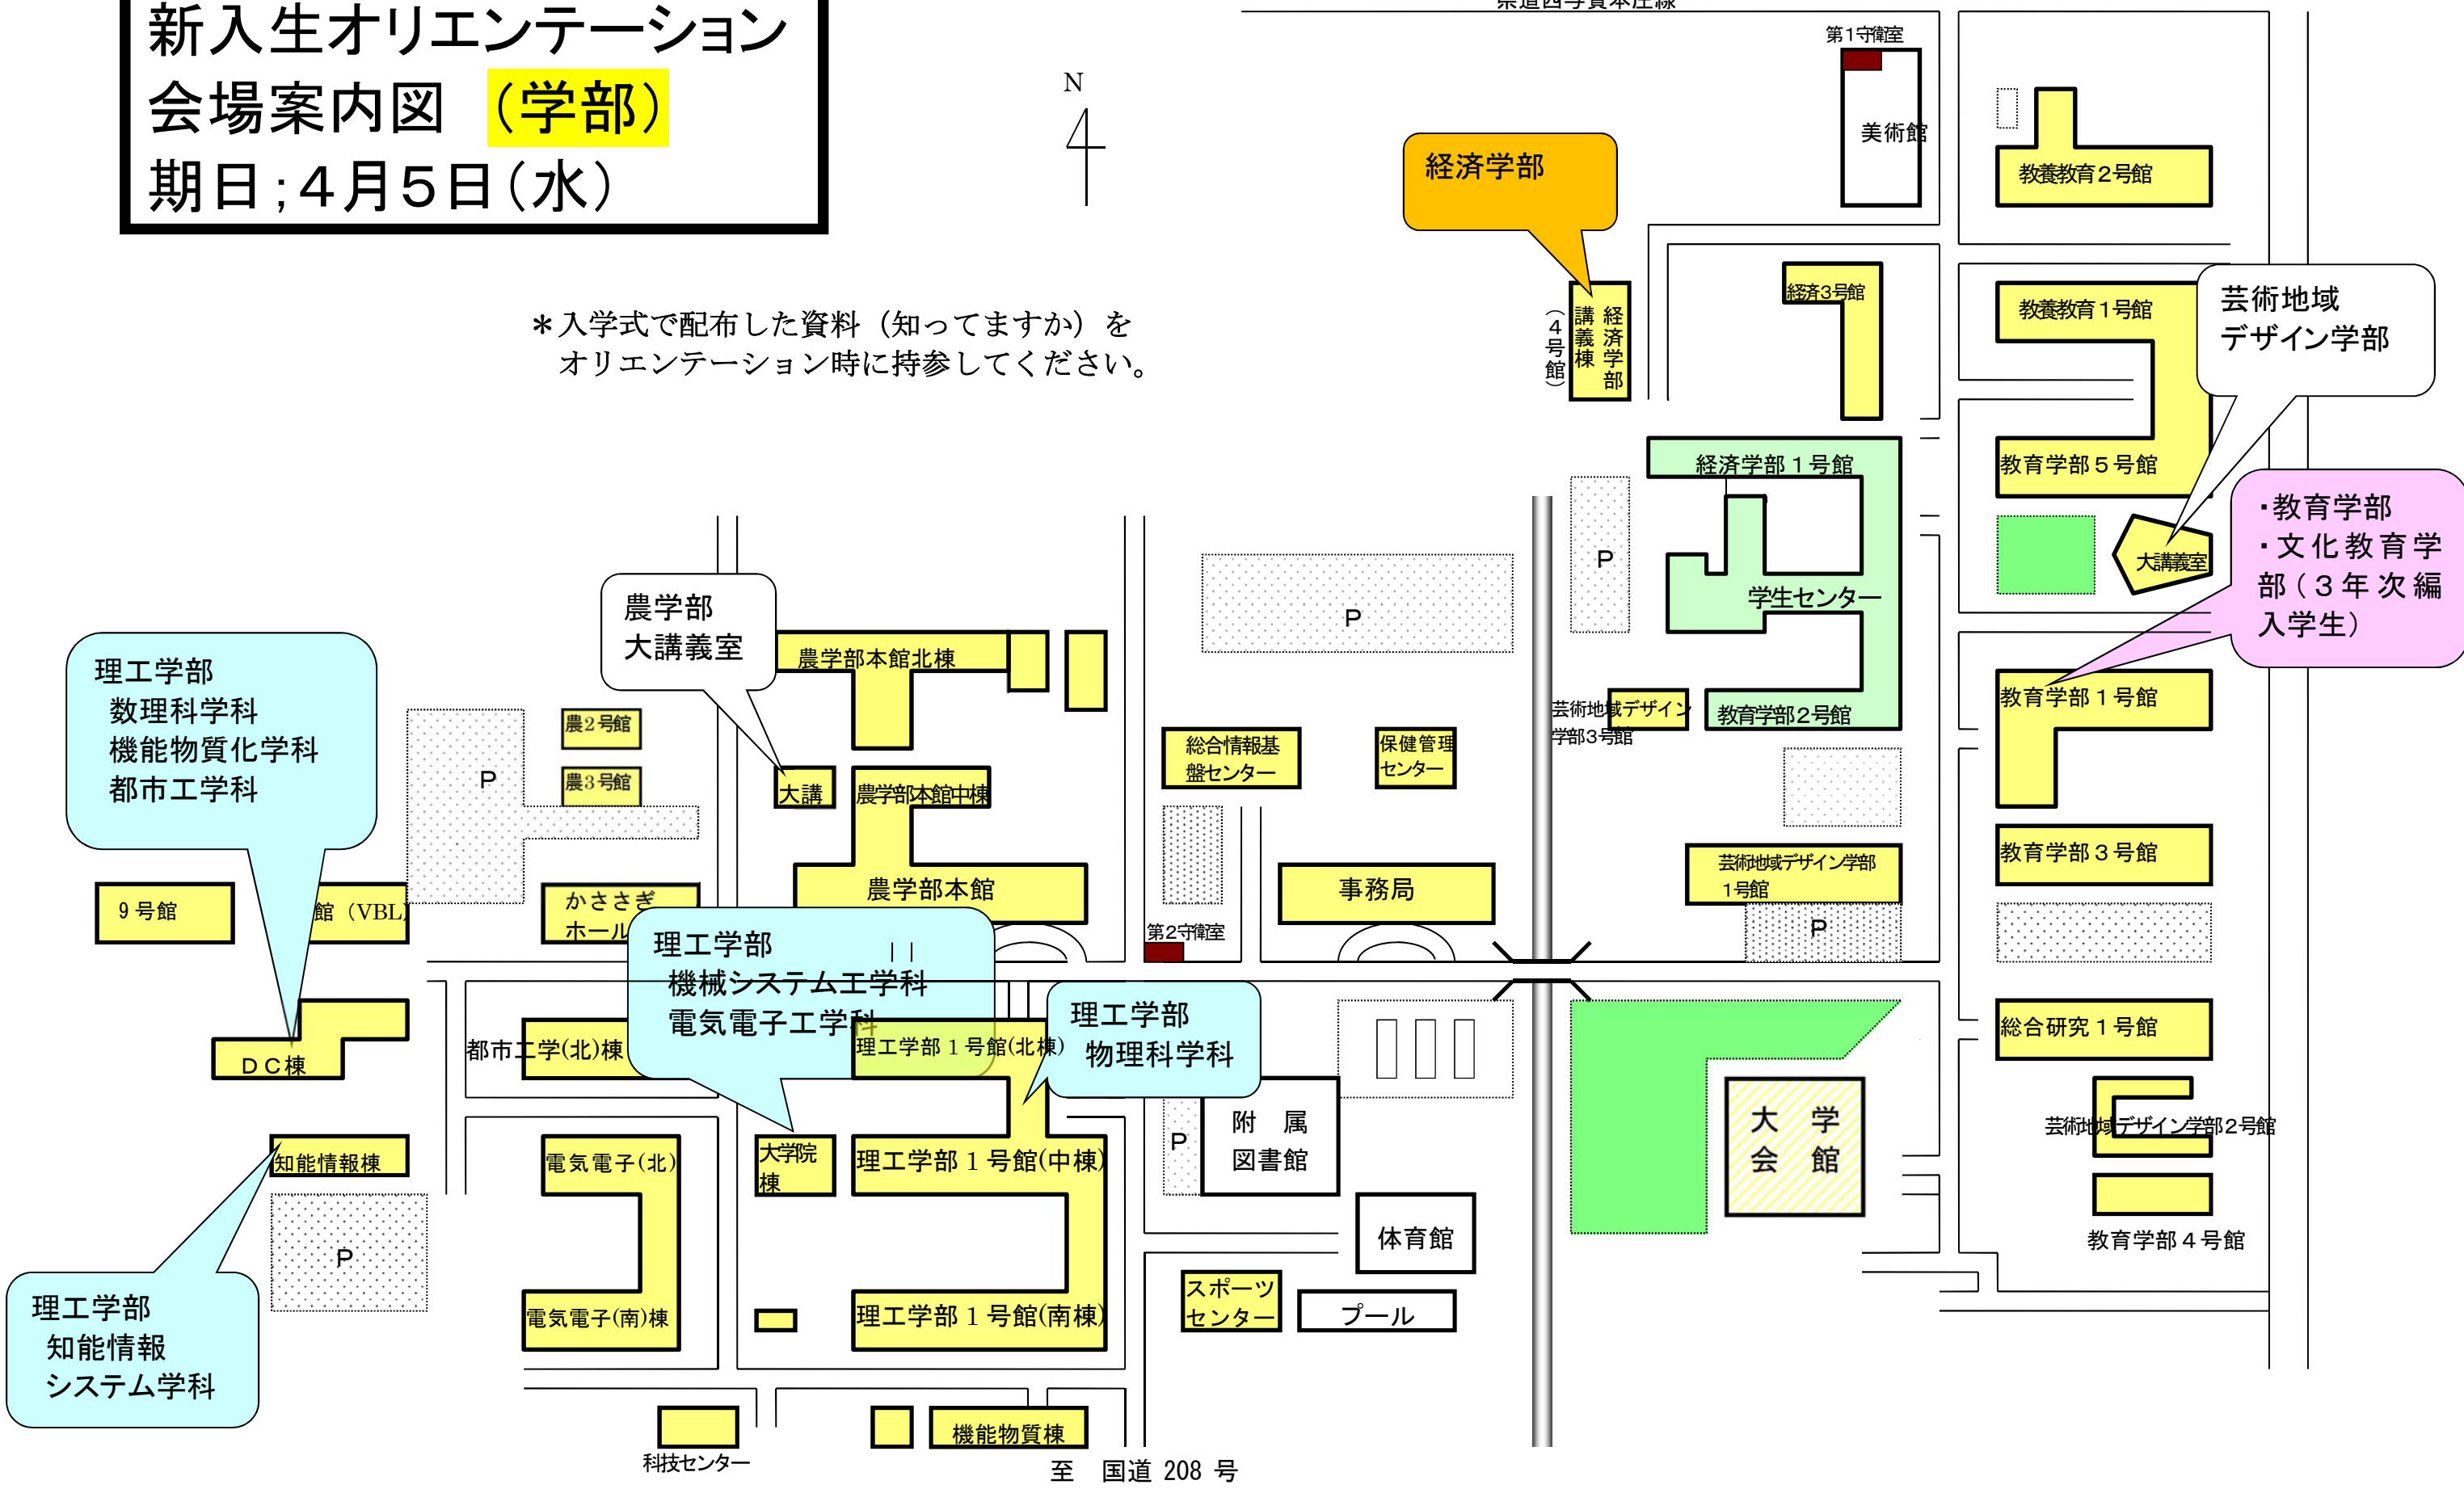 新入生オリエンテーション
会場案内図 （学部）
期日；４月５日（水）
N
＊入学式で配布した資料（知ってますか）を
オリエンテーション時に持参してください。
第1守衛室
美術館
教養教育２号館
経済学部
経済3号館
経済学部
講義棟
（４号館）
教養教育１号館
芸術地域
デザイン学部
経済学部１号館
教育学部５号館
・教育学部
・文化教育学
部（３年次編
入学生）
大講義室
P
学生センター
P
農学部
大講義室
農学部本館北棟
理工学部
数理科学科
機能物質化学科
都市工学科
教育学部１号館
芸術地域デザイン
学部3号館
教育学部２号館
農2号館
P
農3号館
総合情報基
盤センター
保健管理
センター
大講
農学部本館中棟
教育学部３号館
芸術地域デザイン学部
1号館
P
農学部本館
事務局
9 号館
館（VBL）
かささぎ
ホール
第2守衛室
理工学部
機械システム工学科
電気電子工学科
理工学部
物理科学科
総合研究１号館
都市工学(北)棟
理工学部 1 号館(北棟)
ＤＣ棟
附　属
図書館
P
大　学
会　館
芸術地域デザイン学部２号館
知能情報棟
電気電子(北)
大学院
棟
理工学部 1 号館(中棟)
体育館
教育学部４号館
P
スポーツ
センター
プール
理工学部
知能情報
システム学科
電気電子(南)棟
理工学部 1 号館(南棟)
機能物質棟
科技センター
至　国道 208 号